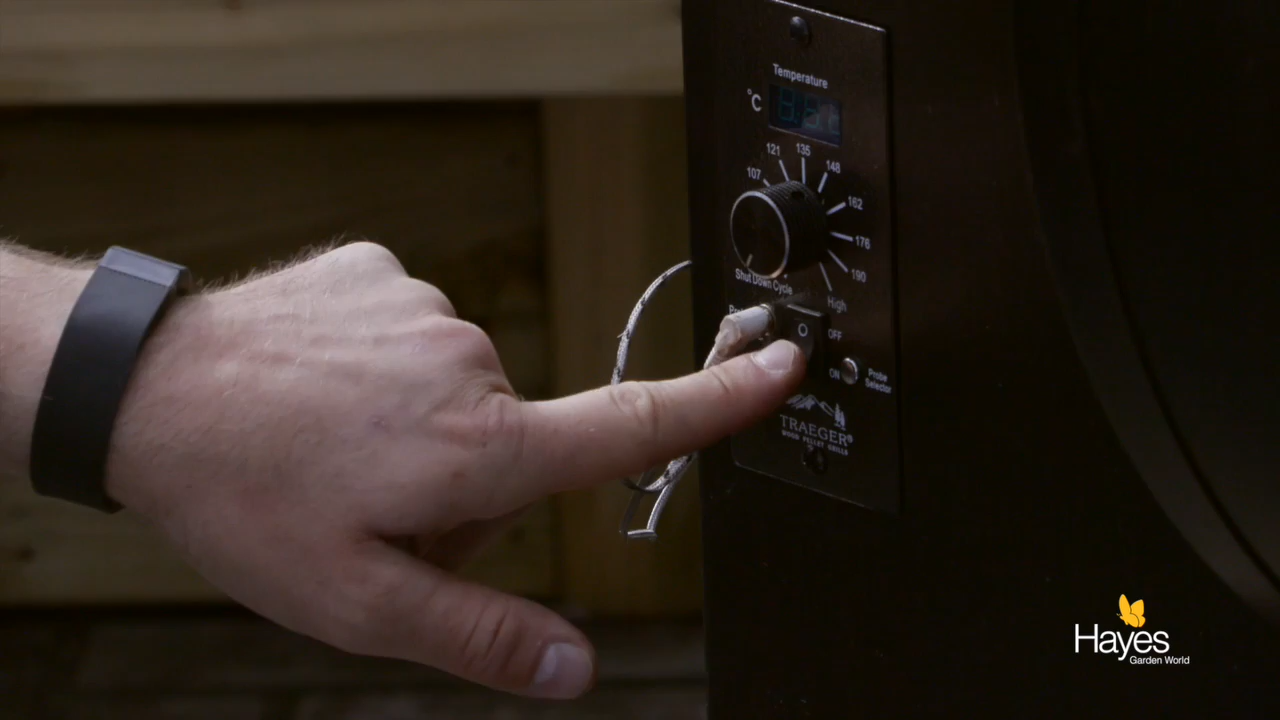 Temperature
°C
107
121
135
148
162
176
190
High
Shut Down Cycle
O
OFF
ON
Probe
Selector
TRAEGER®
WOOD PELLET GRILLS
Hayes
Garden World